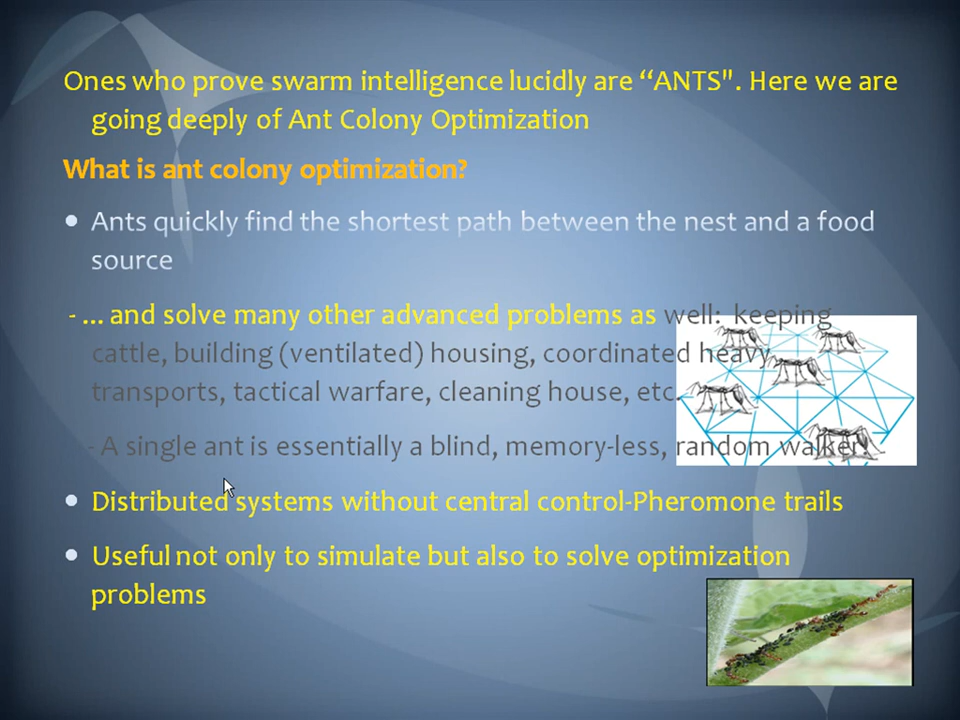 Ones who prove swarm intelligence lucidly are “ANTS". Here we are
going deeply of Ant Colony Optimization
What is ant colony optimization?
• Ants quickly find the shortest path between the nest and a food
source
- ... and solve many other advanced problems as well: keeping
cattle, building (ventilated) housing, coordinated heavy
transports, tactical warfare, cleaning house, etc.
- A single ant is essentially a blind, memory-less, random walker!
• Distributed systems without central control-Pheromone trails
• Useful not only to simulate but also to solve optimization
problems